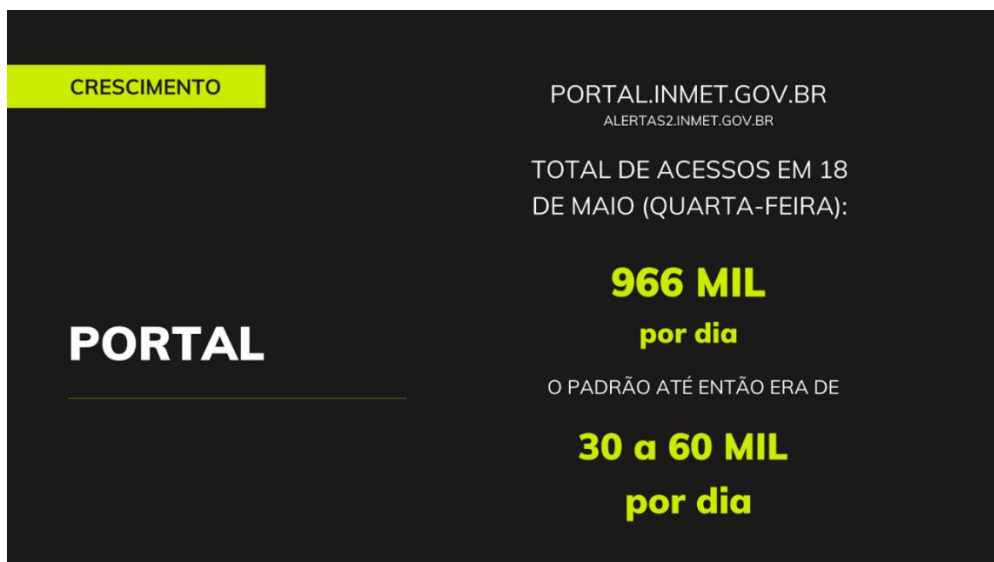 CRESCIMENTO
PORTAL
PORTAL.INMET.GOV.BR
ALERTAS2.INMET.GOV.BR
TOTAL DE ACESSOS EM 18
DE MAIO (QUARTA-FEIRA):
966 MIL
por dia
O PADRÃO ATÉ ENTÃO ERA DE
30 a 60 MIL
por dia